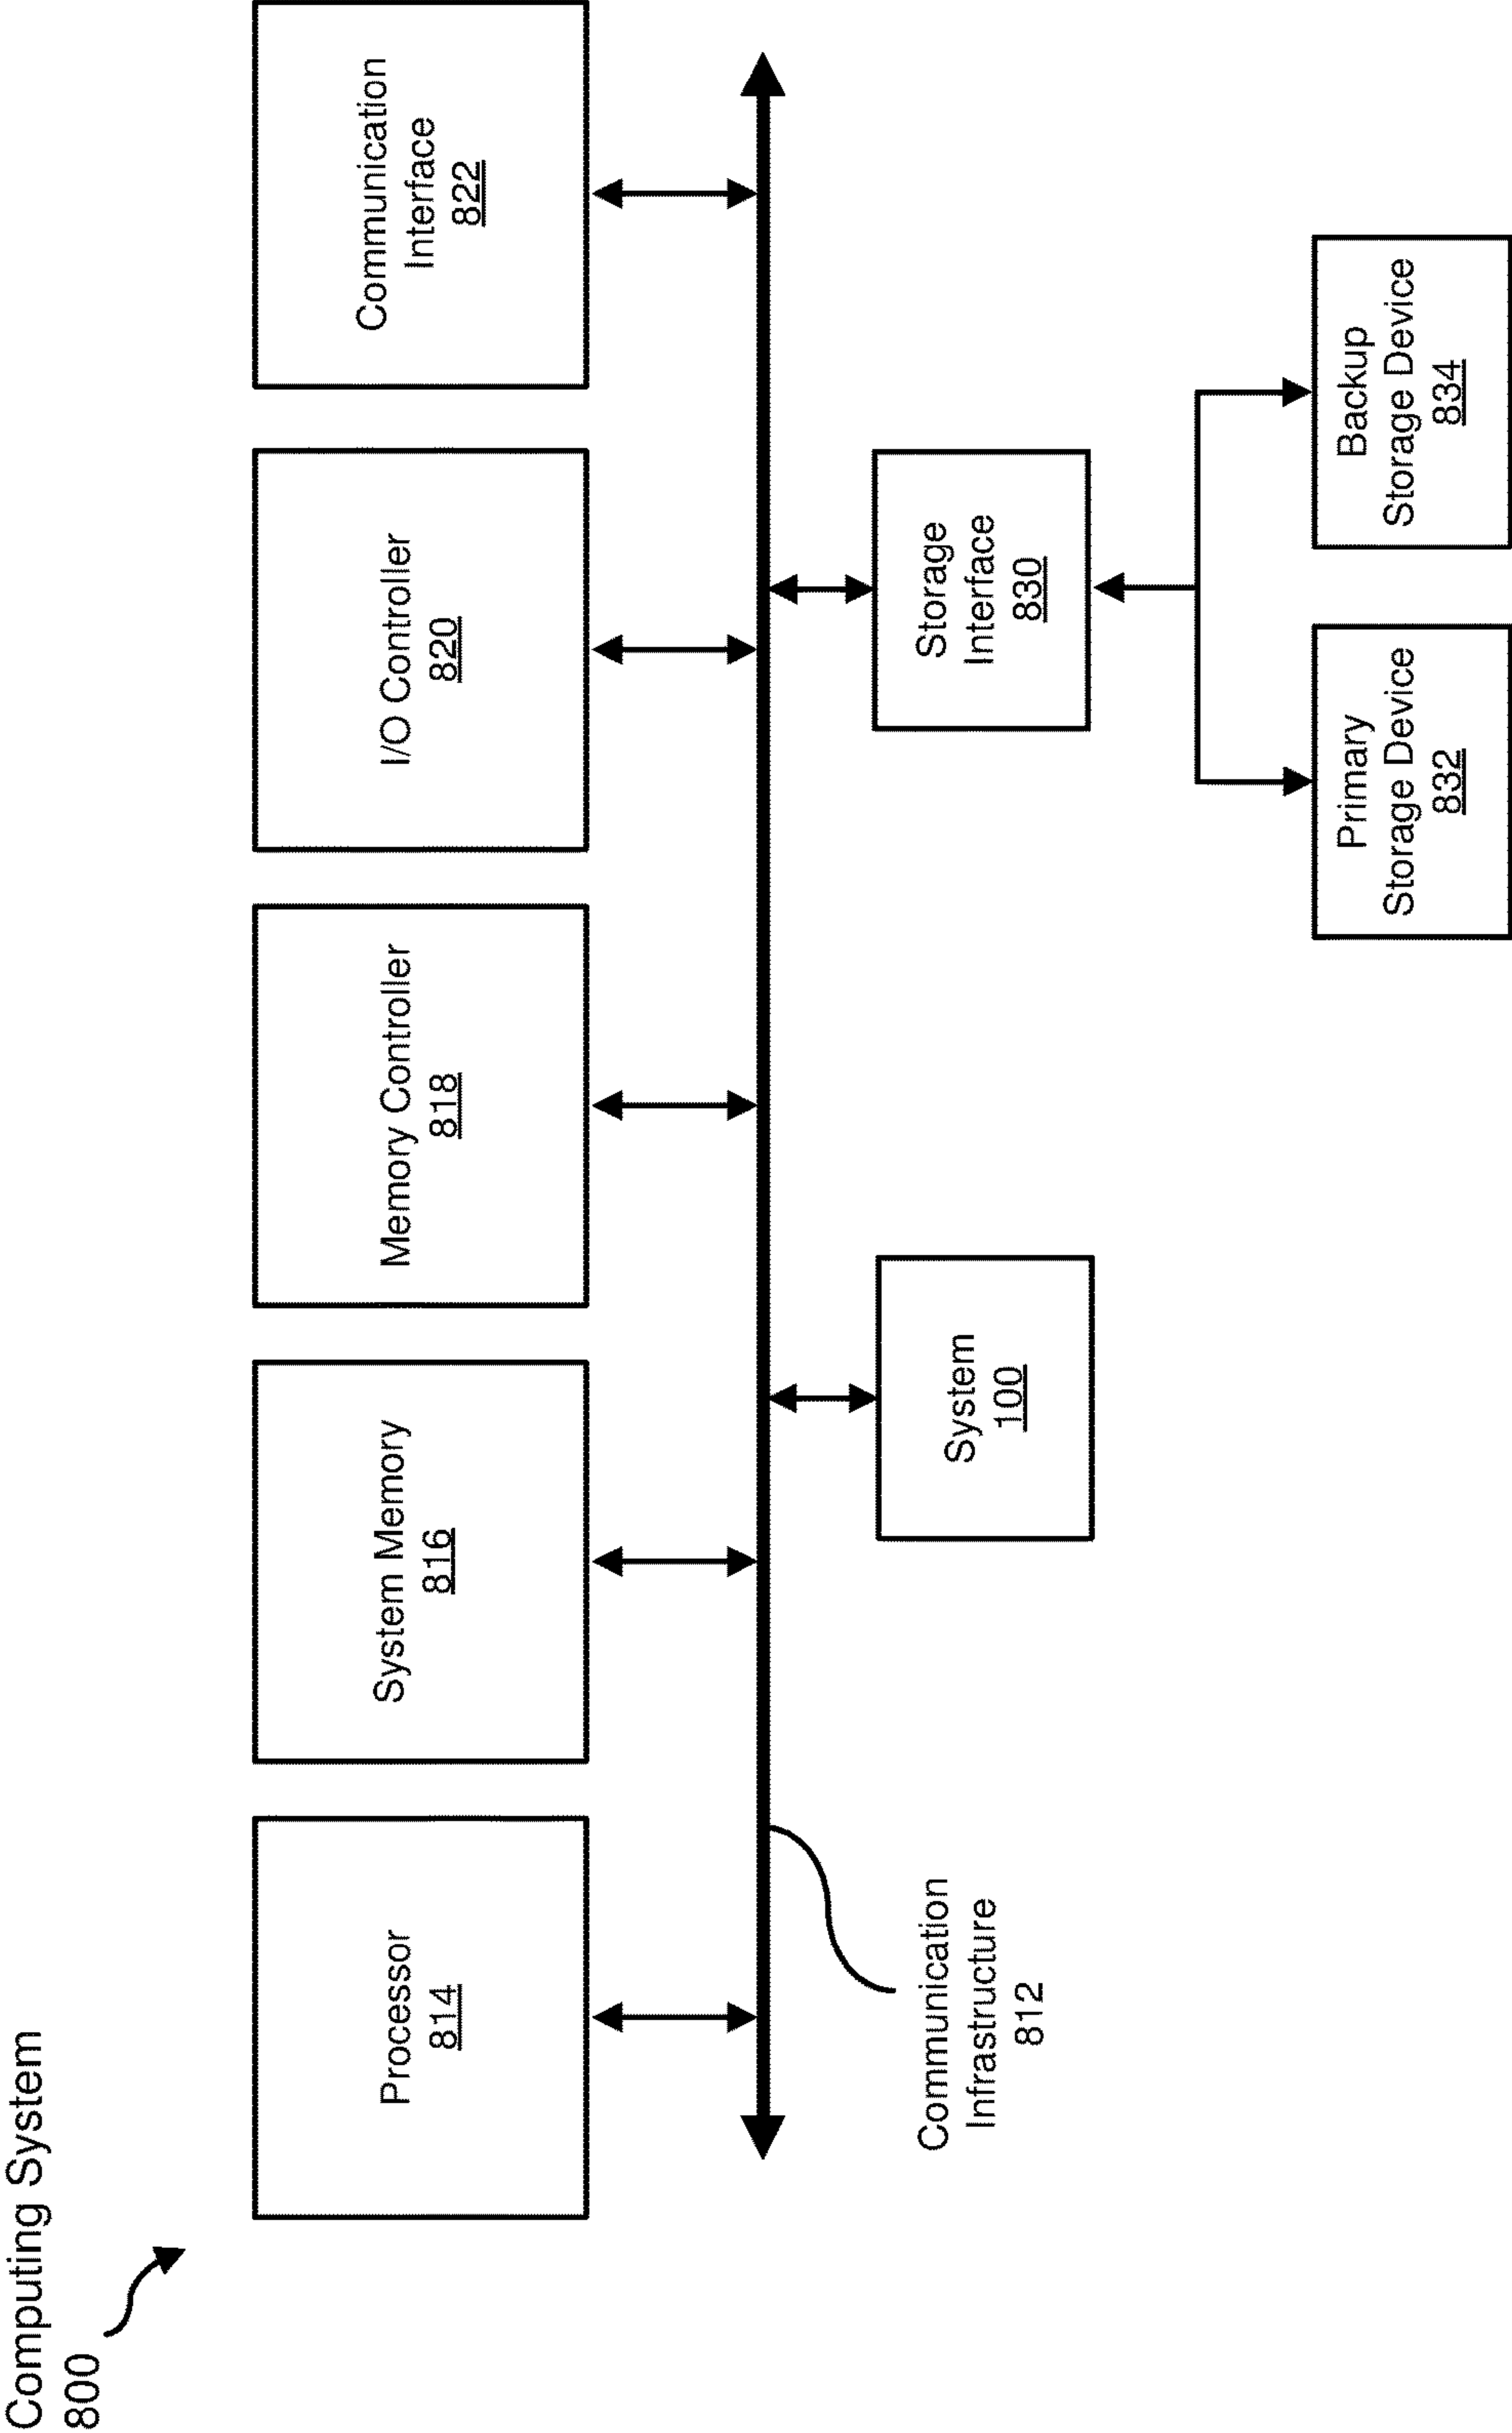 Computing System
800
Processor
814
System Memory
816
Memory Controller
818
I/O Controller
820
Communication
Interface
822
Communication
Infrastructure
812
System
100
Storage
Interface
830
Primary
Storage Device
832
Backup
Storage Device
834